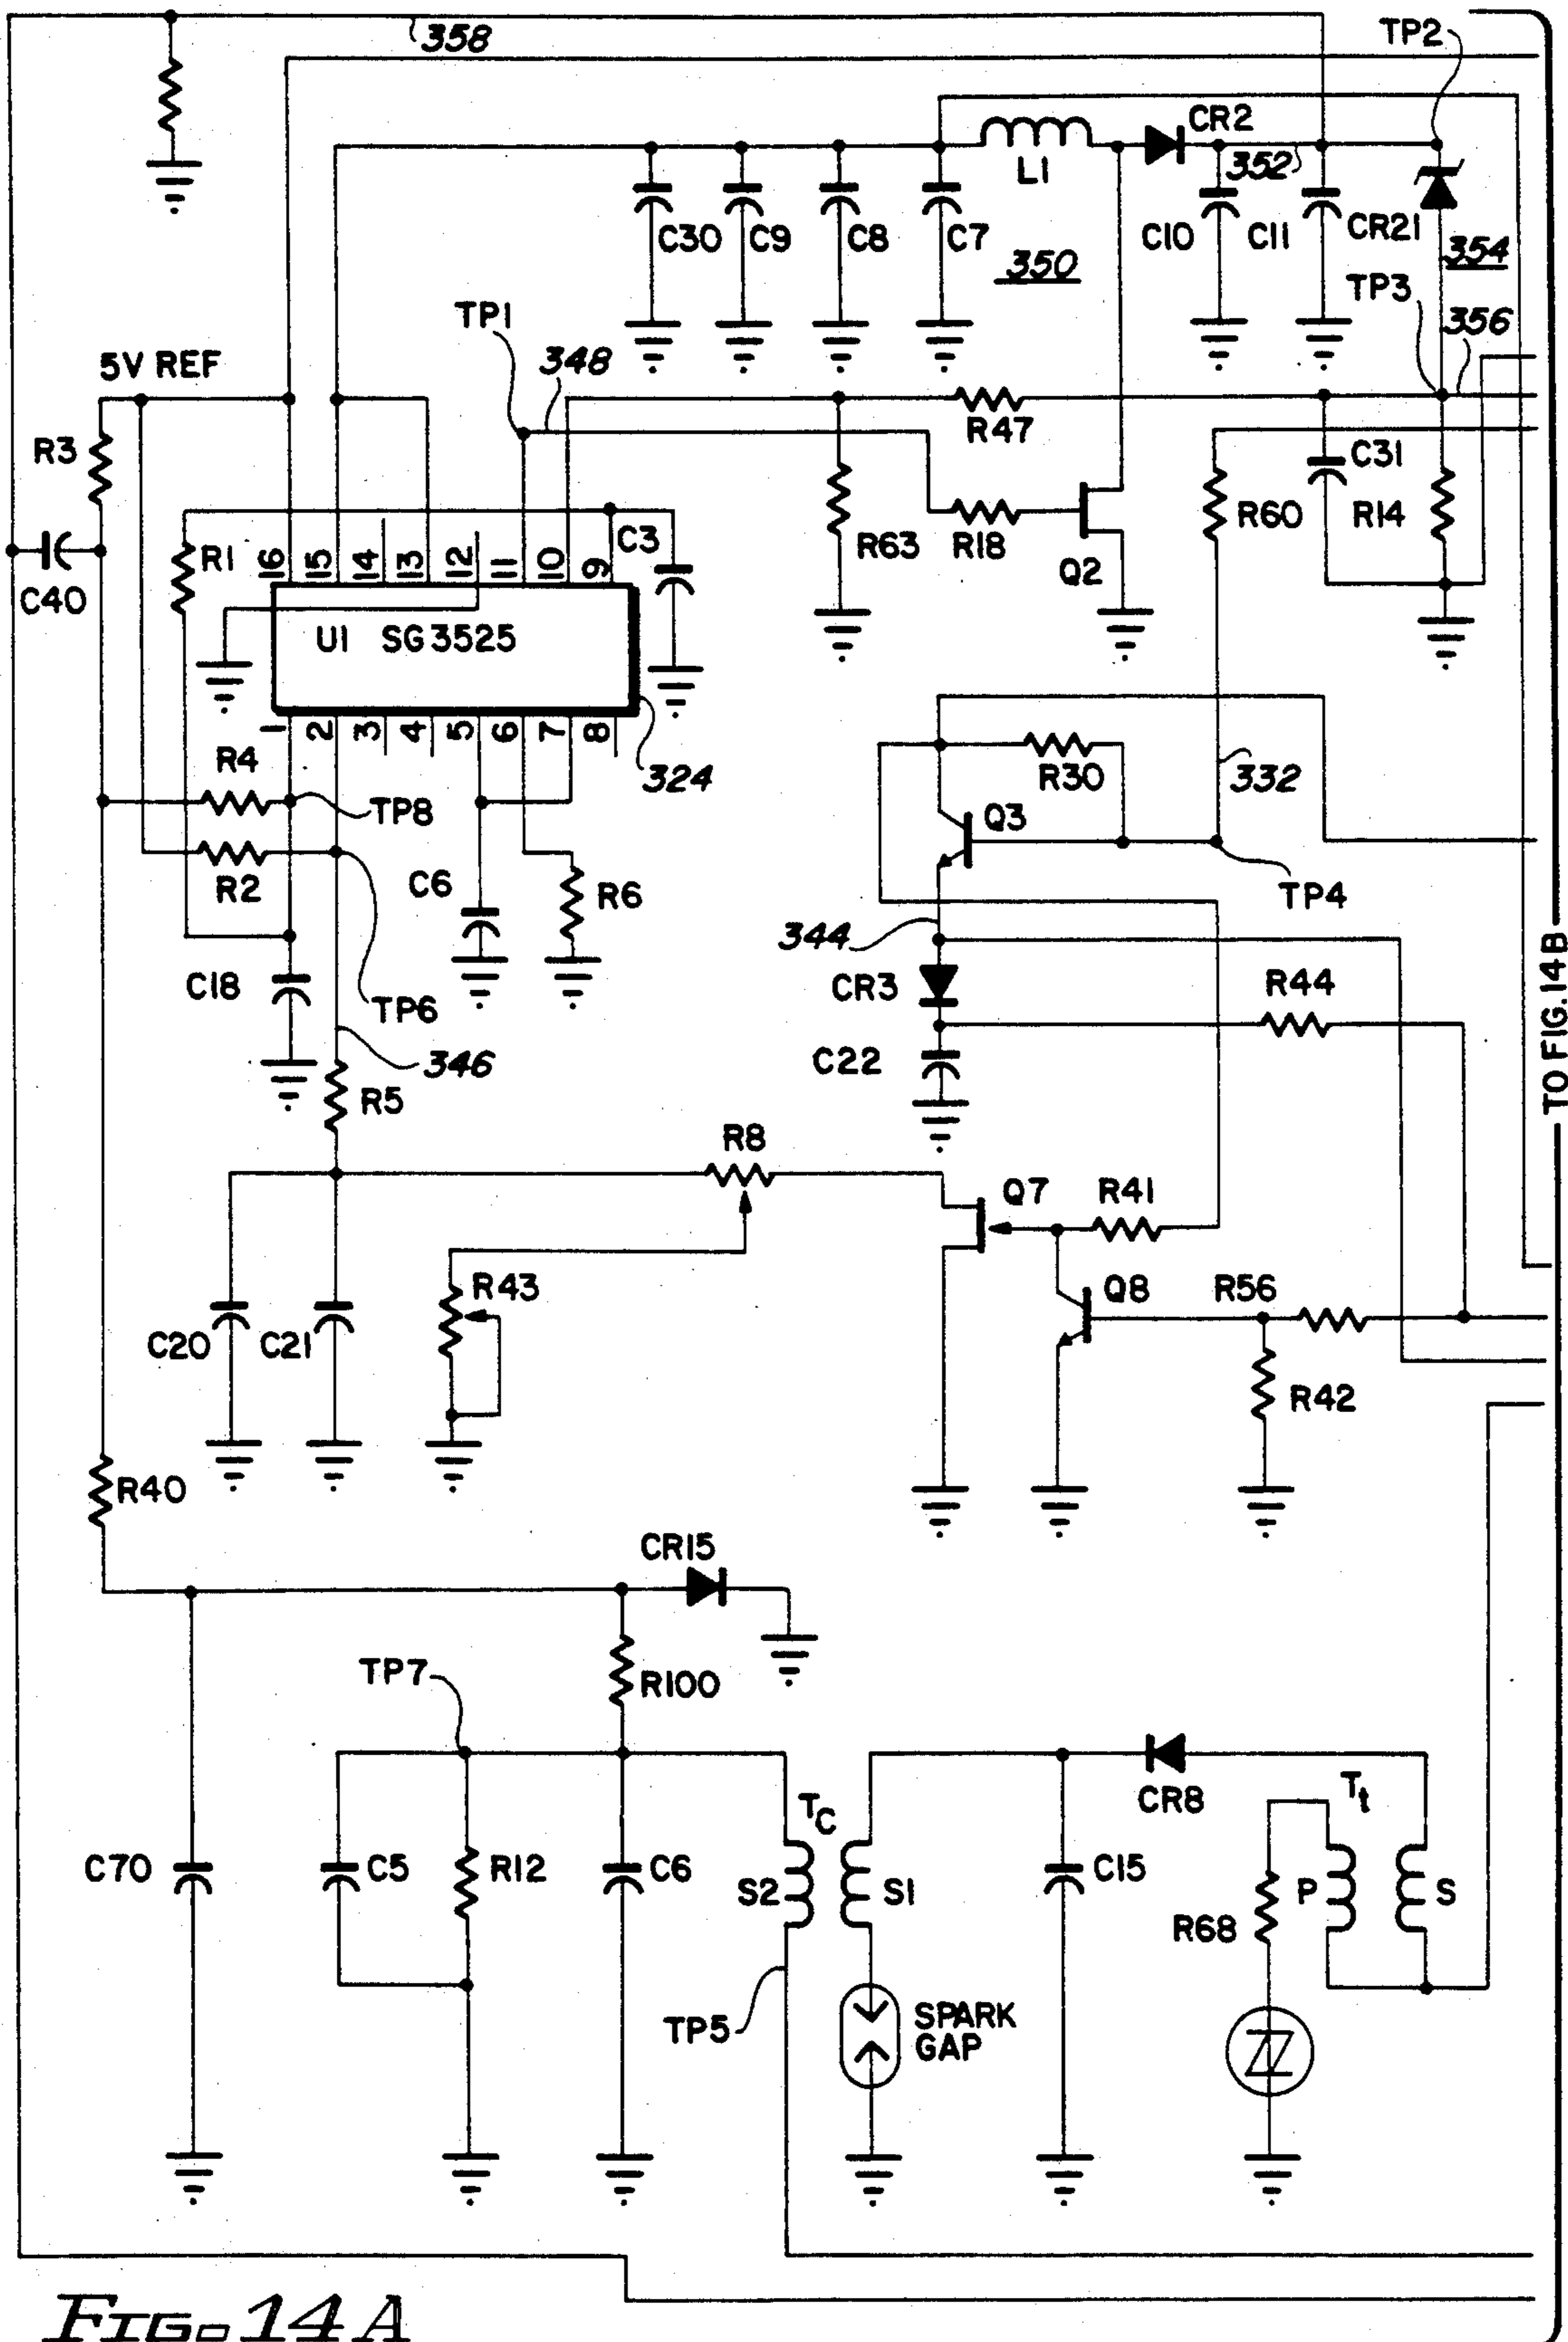 358
TP2
CR2
L1
352
C30
C9
C8
C7
350
C10
C11
CR21
354
TP3
356
TP1
348
5V REF
R3
R47
C31
R1
16
15
14
13
12
11
10
9
C3
R63
R18
Q2
R60
R14
C40
U1 SG3525
1
2
3
4
5
6
7
8
324
R4
TP8
R30
332
Q3
R2
C6
R6
TP4
344
C18
TP6
CR3
R44
TO FIG. 14B
346
C22
R5
R8
Q7
R41
R43
Q8
R56
C20
C21
R42
R40
CR15
TP7
R100
TC
CR8
Tt
C70
C5
R12
C6
S2
S1
C15
R68
P
S
TP5
SPARK
GAP
FIG. 14A